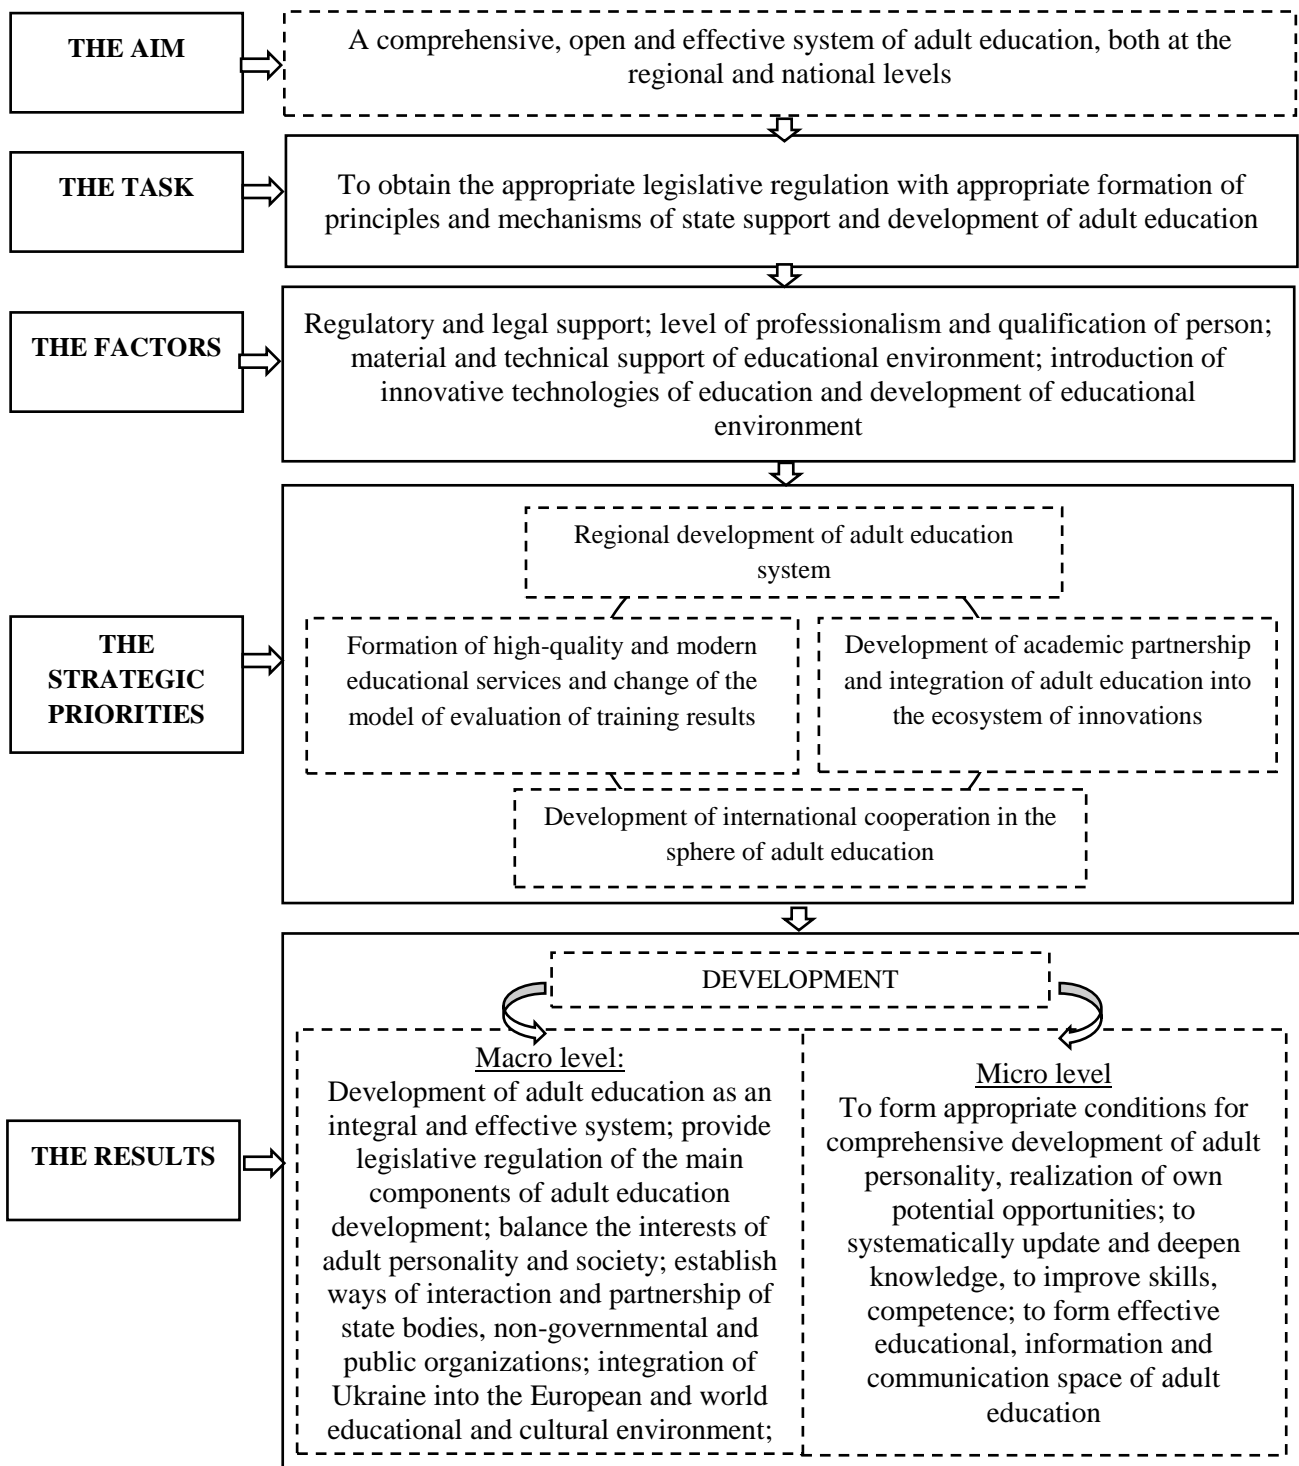 THE AIM
A comprehensive, open and effective system of adult education, both at the
regional and national levels
THE TASK
To obtain the appropriate legislative regulation with appropriate formation of
principles and mechanisms of state support and development of adult education
THE FACTORS
Regulatory and legal support; level of professionalism and qualification of person;
material and technical support of educational environment; introduction of
innovative technologies of education and development of educational
environment
THE
STRATEGIC
PRIORITIES
Regional development of adult education
system
Formation of high-quality and modern
educational services and change of the
model of evaluation of training results
Development of academic partnership
and integration of adult education into
the ecosystem of innovations
Development of international cooperation in the
sphere of adult education
THE RESULTS
DEVELOPMENT
Macro level:
Development of adult education as an
integral and effective system; provide
legislative regulation of the main
components of adult education
development; balance the interests of
adult personality and society; establish
ways of interaction and partnership of
state bodies, non-governmental and
public organizations; integration of
Ukraine into the European and world
educational and cultural environment;
Micro level
To form appropriate conditions for
comprehensive development of adult
personality, realization of own
potential opportunities; to
systematically update and deepen
knowledge, to improve skills,
competence; to form effective
educational, information and
communication space of adult
education